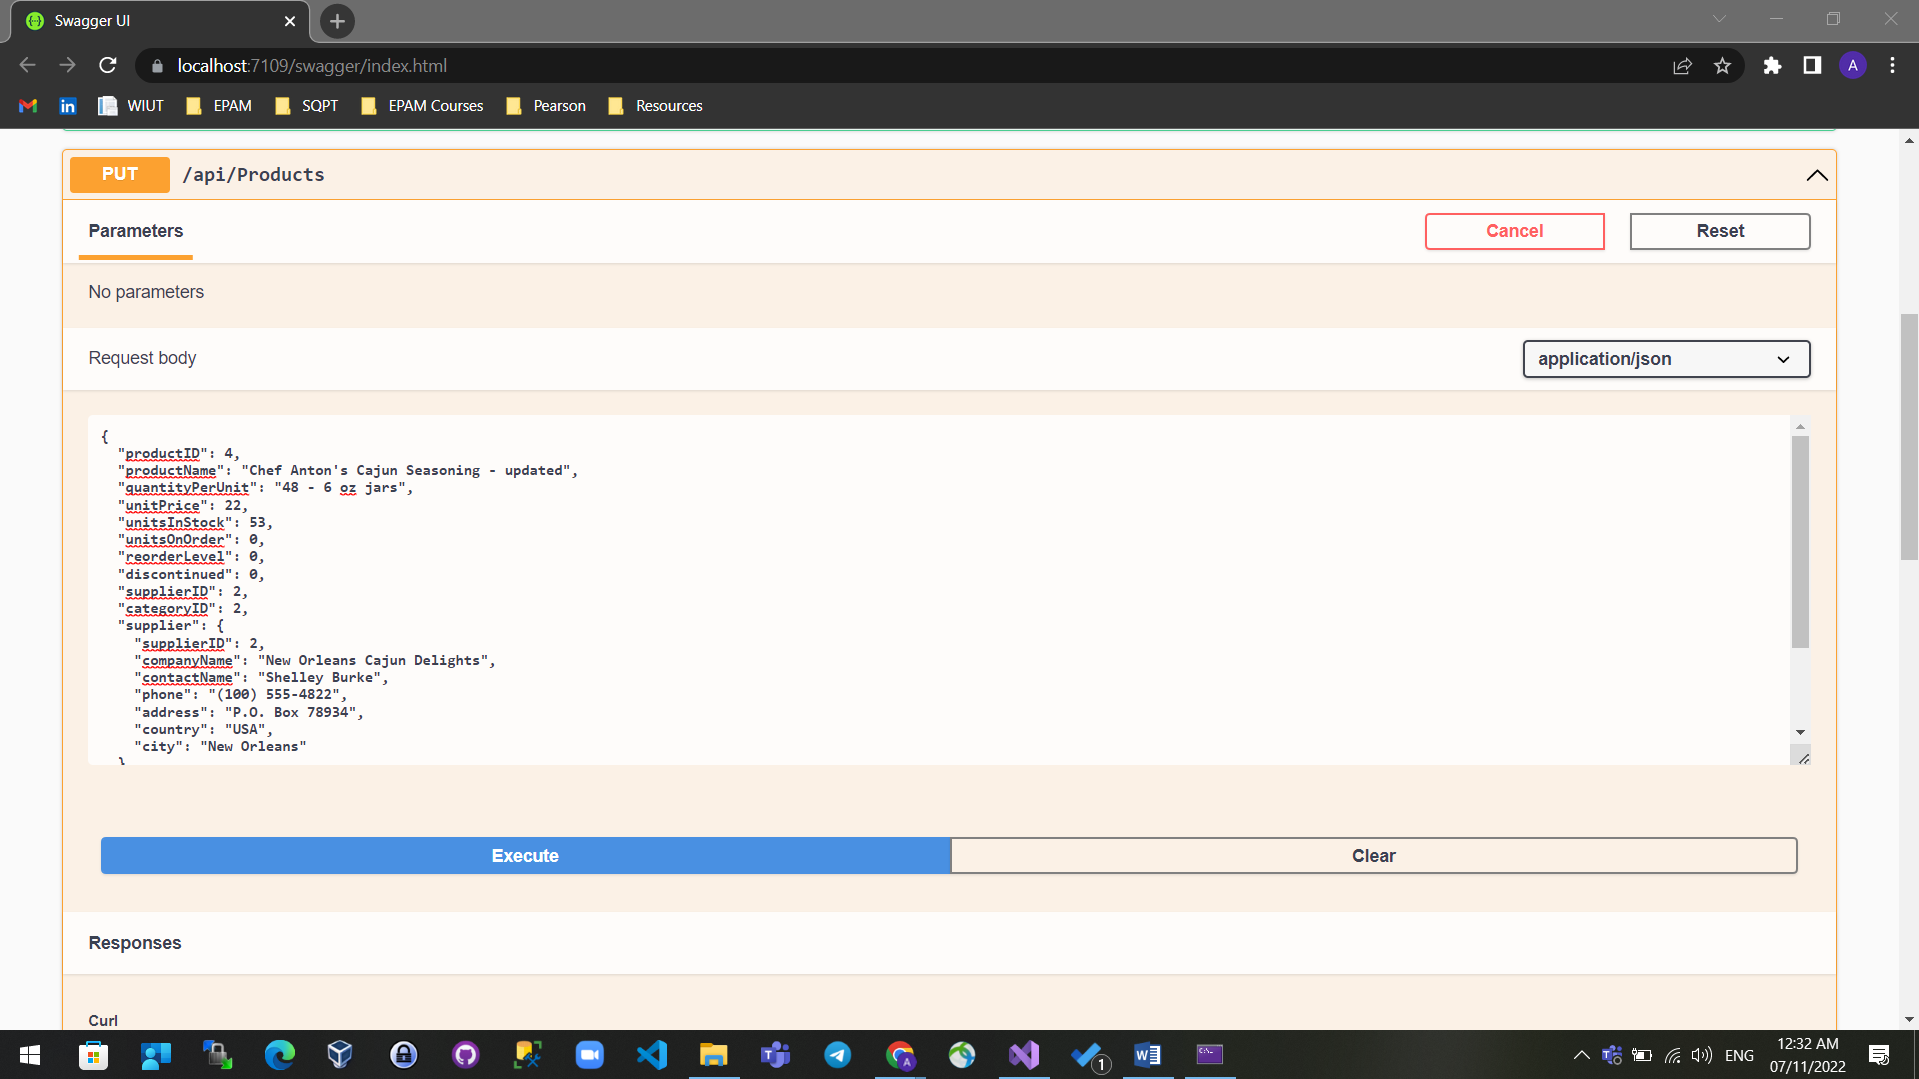 Swagger UI
localhost:7109/swagger/index.html
A
WIUT
EPAM
SQPT
EPAM Courses
Pearson
Resources
PUT
/api/Products
Parameters
Cancel
Reset
No parameters
Request body
application/json
{
"productID": 4,
"productName": "Chef Anton's Cajun Seasoning - updated",
"quantityPerUnit": "48 - 6 oz jars",
"unitPrice": 22,
"unitsInStock": 53,
"unitsOnOrder": 0,
"reorderLevel": 0,
"discontinued": 0,
"supplierID": 2,
"categoryID": 2,
"supplier": {
"supplierID": 2,
"companyName": "New Orleans Cajun Delights",
"contactName": "Shelley Burke",
"phone": "(100) 555-4822",
"address": "P.O. Box 78934",
"country": "USA",
"city": "New Orleans"
}
Execute
Clear
Responses
Curl
1
ENG
12:32 AM
07/11/2022